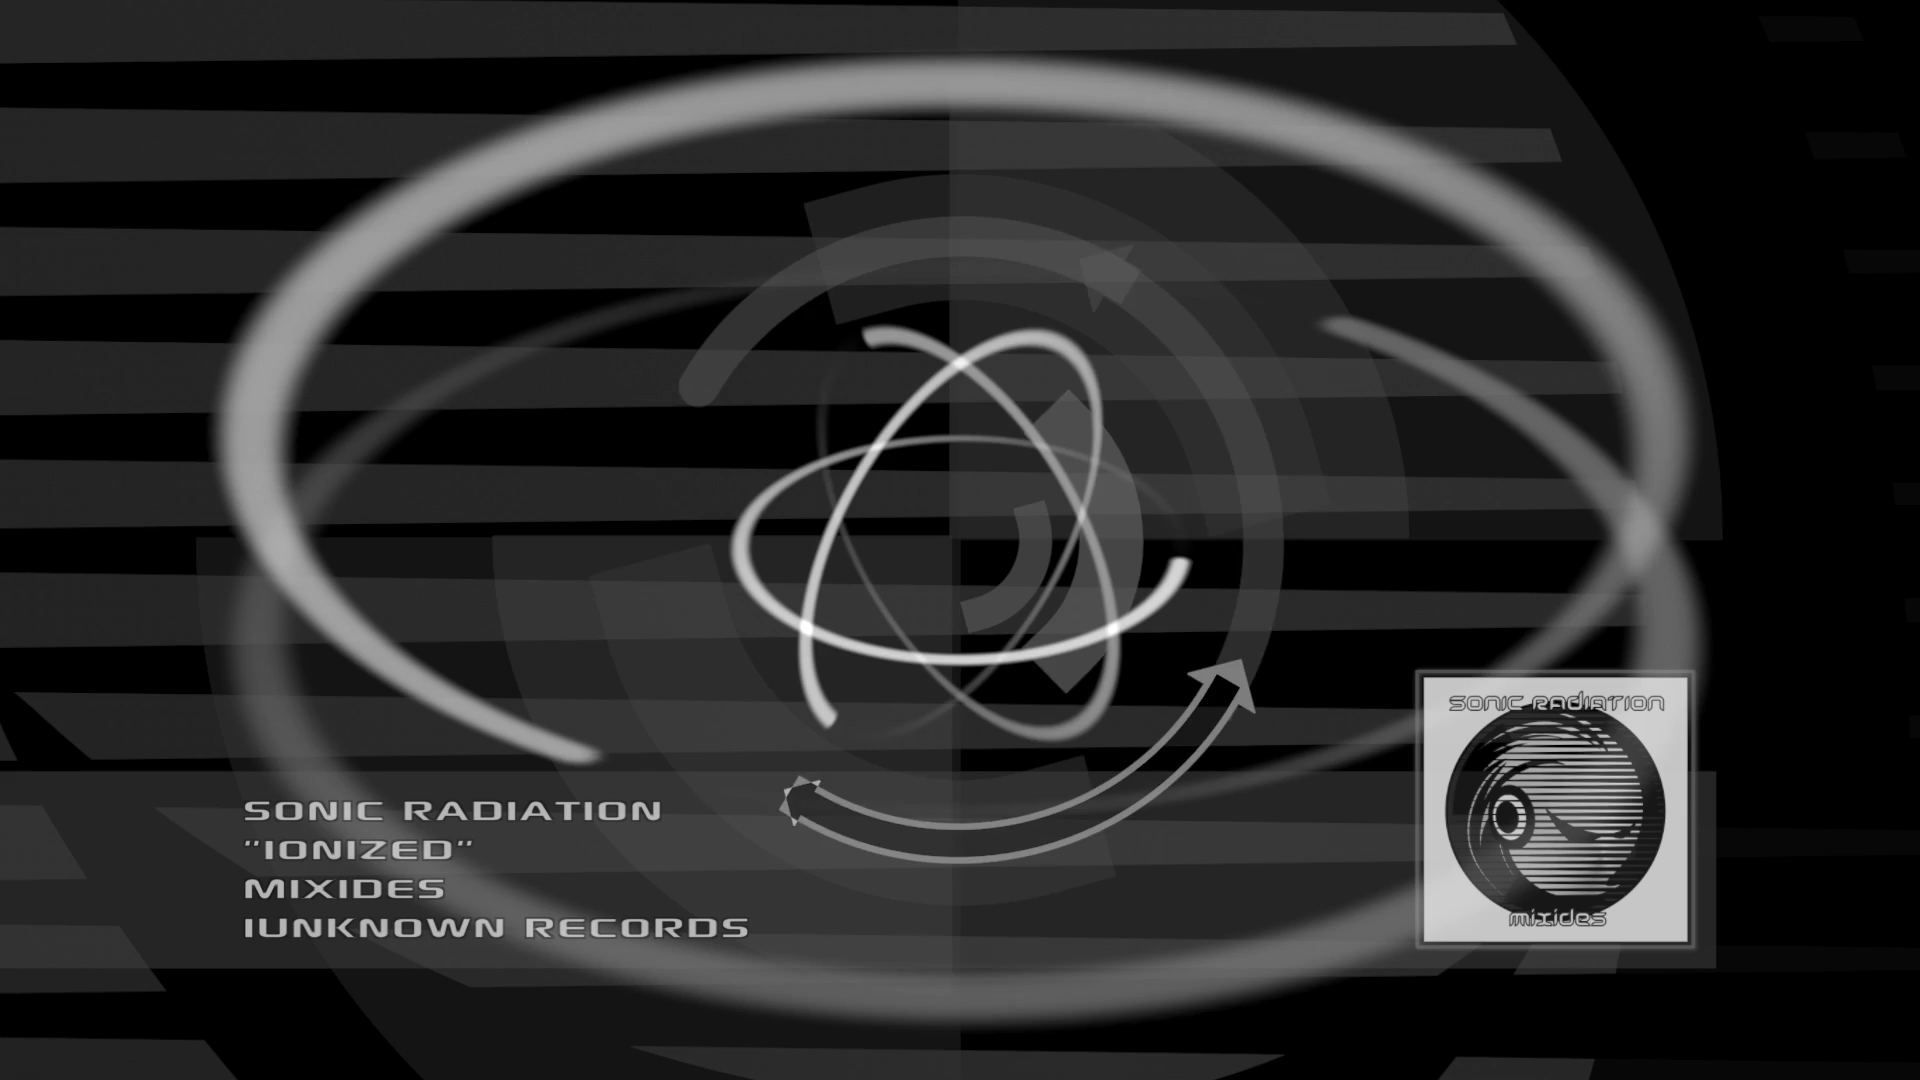 SONIC RADIATION
"IONIZED"
MIXIDES
IUNKNOWN RECORDS
SONIC RADIATION
mixides